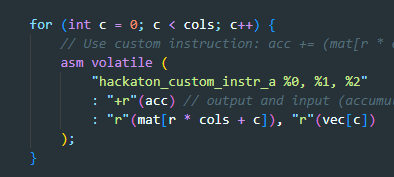 for (int c = 0; c < cols; c++) {
// Use custom instruction: acc += (mat[r *
asm volatile (
"hackaton_custom_instr_a %0, %1, %2"
: "+r"(acc) // output and input (accumu
: "r"(mat[r * cols + c]), "r"(vec[c])
);
}